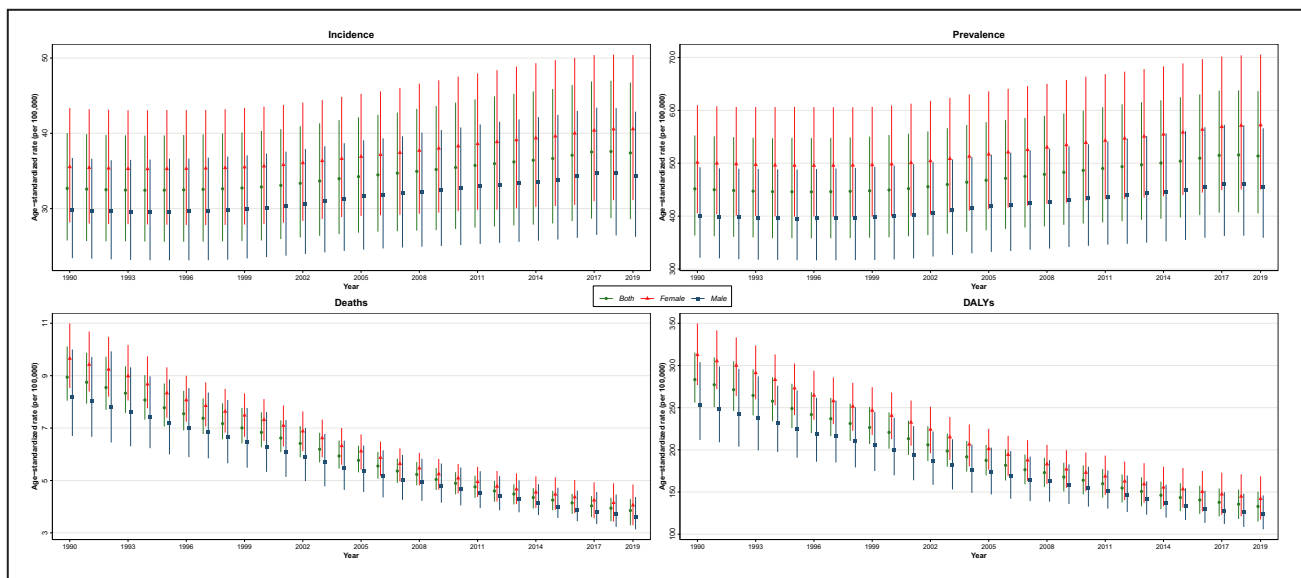 Incidence
Age−standardized rate (per 100,000)
50
40
30
1990 1993 1996 1999 2002 2005 2008 2011 2014 2017 2019
Year
Prevalence
Age−standardized rate (per 100,000)
700
600
500
400
300
1990 1993 1996 1999 2002 2005 2008 2011 2014 2017 2019
Year
Both Female Male
Deaths
Age−standardized rate (per 100,000)
11
9
7
5
3
1990 1993 1996 1999 2002 2005 2008 2011 2014 2017 2019
Year
DALYs
Age−standardized rate (per 100,000)
350
300
250
200
150
100
1990 1993 1996 1999 2002 2005 2008 2011 2014 2017 2019
Year